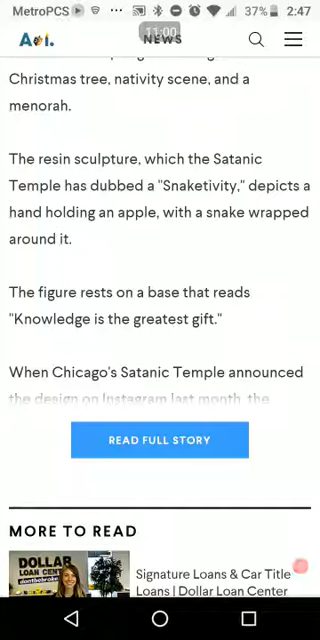 MetroPCS 37% 2:47
11:00
Aol. NEWS
Christmas tree, nativity scene, and a
menorah.
The resin sculpture, which the Satanic
Temple has dubbed a "Snaketivity," depicts a
hand holding an apple, with a snake wrapped
around it.
The figure rests on a base that reads
"Knowledge is the greatest gift."
When Chicago's Satanic Temple announced
the design on Instagram last month, the
READ FULL STORY
MORE TO READ
DOLLAR
LOAN CENT
Signature Loans & Car Title
Loans | Dollar Loan Center